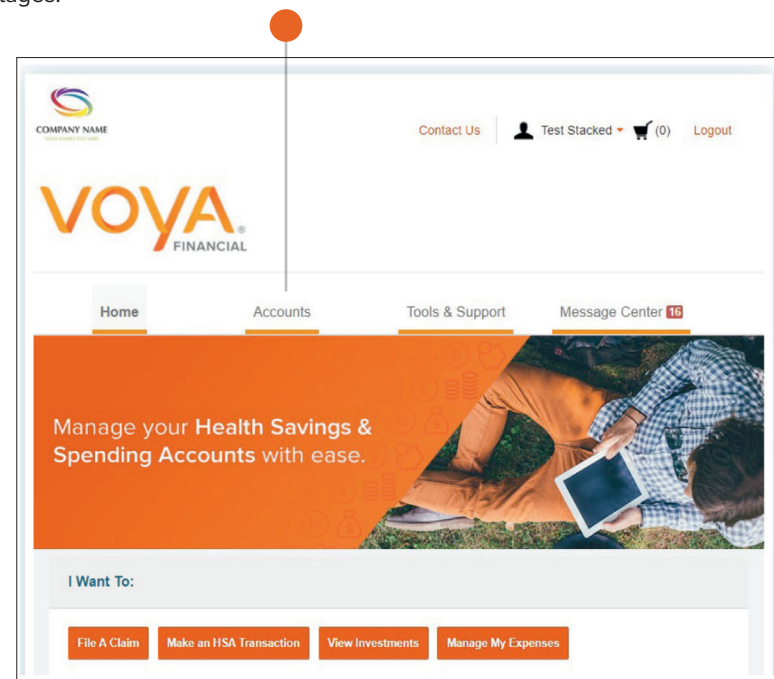 tages.
COMPANY NAME
Contact Us
Test Stacked
(0)
Logout
VOYA®
FINANCIAL
Home
Accounts
Tools & Support
Message Center 16
Manage your Health Savings &
Spending Accounts with ease.
I Want To:
File A Claim
Make an HSA Transaction
View Investments
Manage My Expenses